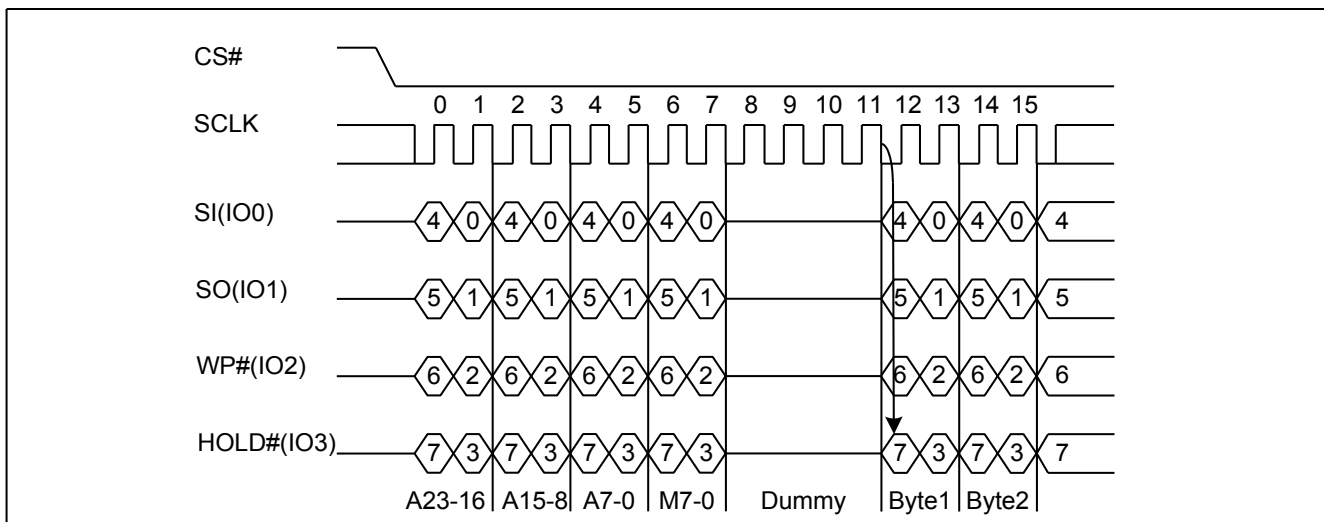 CS#
0 1 2 3 4 5 6 7 8 9 10 11 12 13 14 15
SCLK
SI(IO0) 4 0 4 0 4 0 4 0 4 0 4 0 4
SO(IO1) 5 1 5 1 5 1 5 1 5 1 5 1 5
WP#(IO2) 6 2 6 2 6 2 6 2 6 2 6 2 6
HOLD#(IO3) 7 3 7 3 7 3 7 3 7 3 7 3 7
A23-16 A15-8 A7-0 M7-0 Dummy Byte1 Byte2